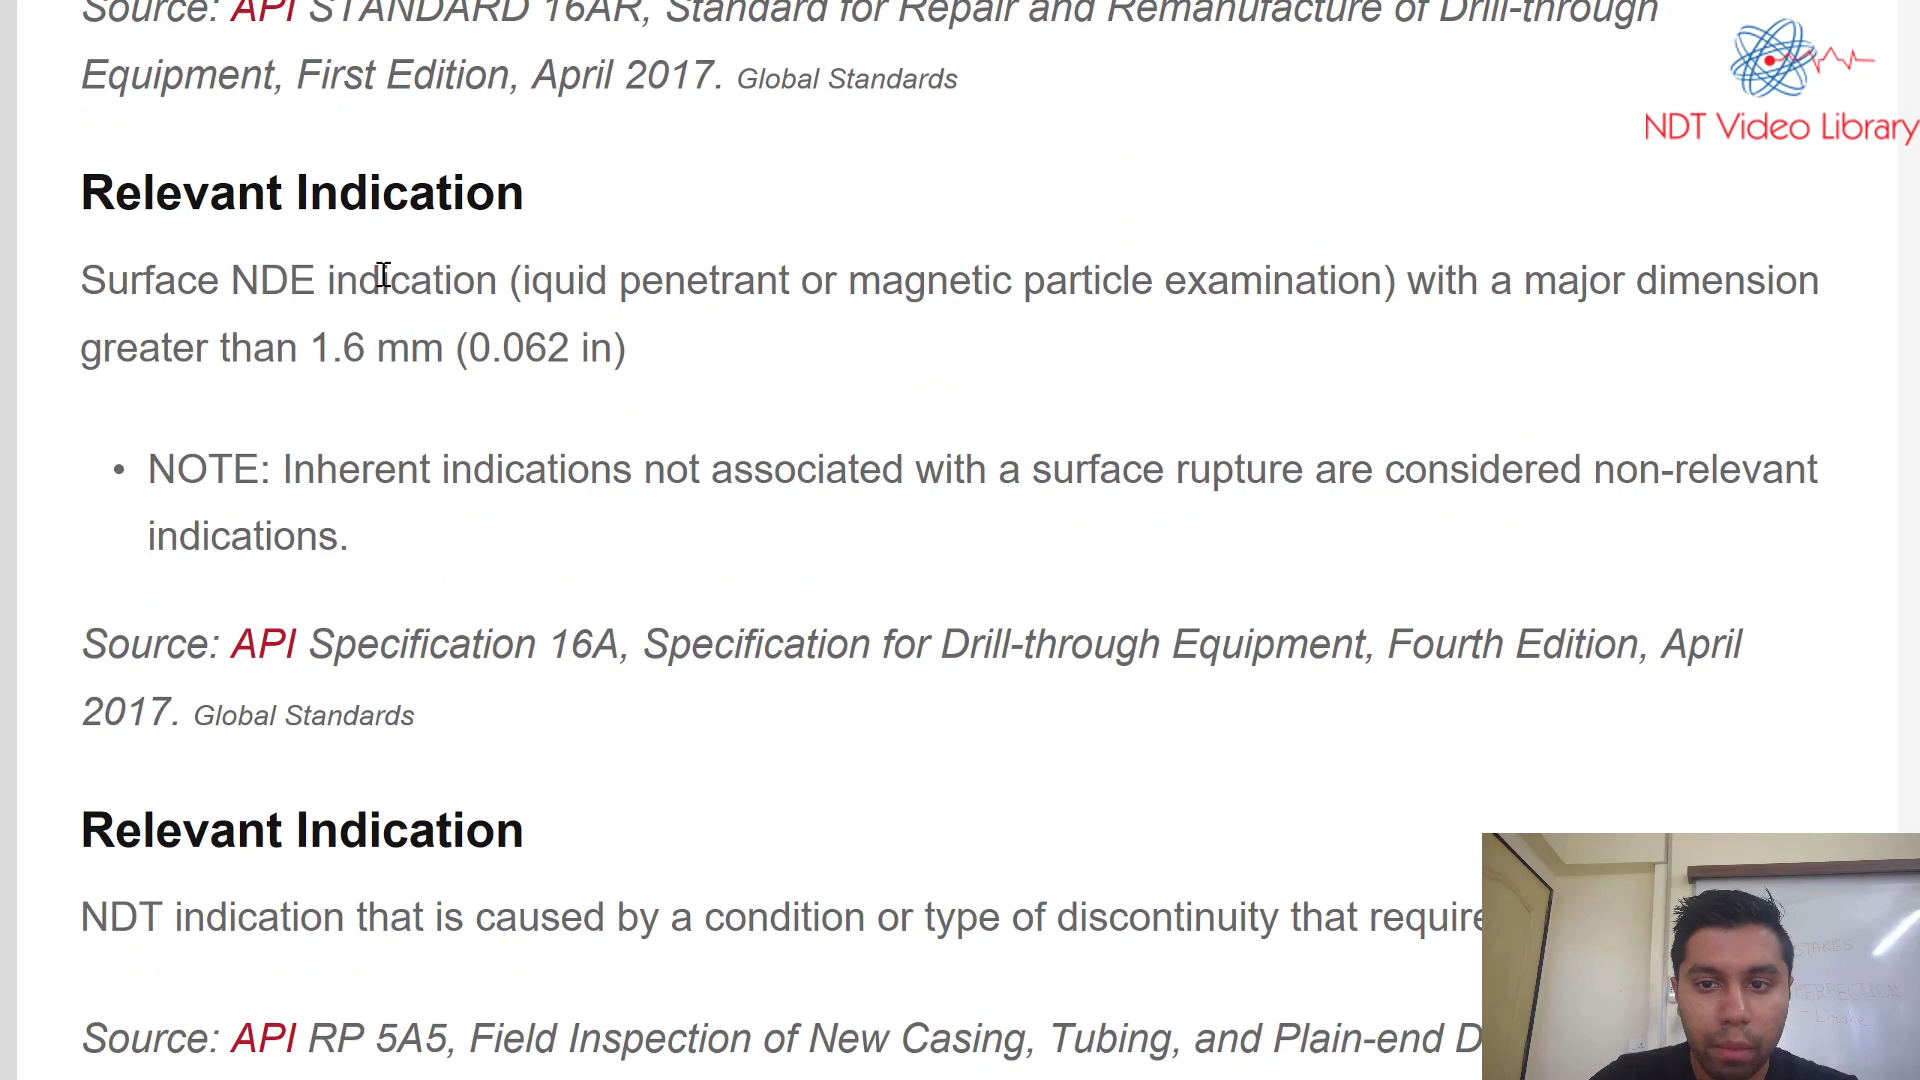 Source: API STANDARD 16AR, Standard for Repair and Remanufacture of Drill-through
Equipment, First Edition, April 2017. Global Standards
NDT Video Library
Relevant Indication
Surface NDE indication (iquid penetrant or magnetic particle examination) with a major dimension
greater than 1.6 mm (0.062 in)
• NOTE: Inherent indications not associated with a surface rupture are considered non-relevant
indications.
Source: API Specification 16A, Specification for Drill-through Equipment, Fourth Edition, April
2017. Global Standards
Relevant Indication
NDT indication that is caused by a condition or type of discontinuity that require
Source: API RP 5A5, Field Inspection of New Casing, Tubing, and Plain-end D